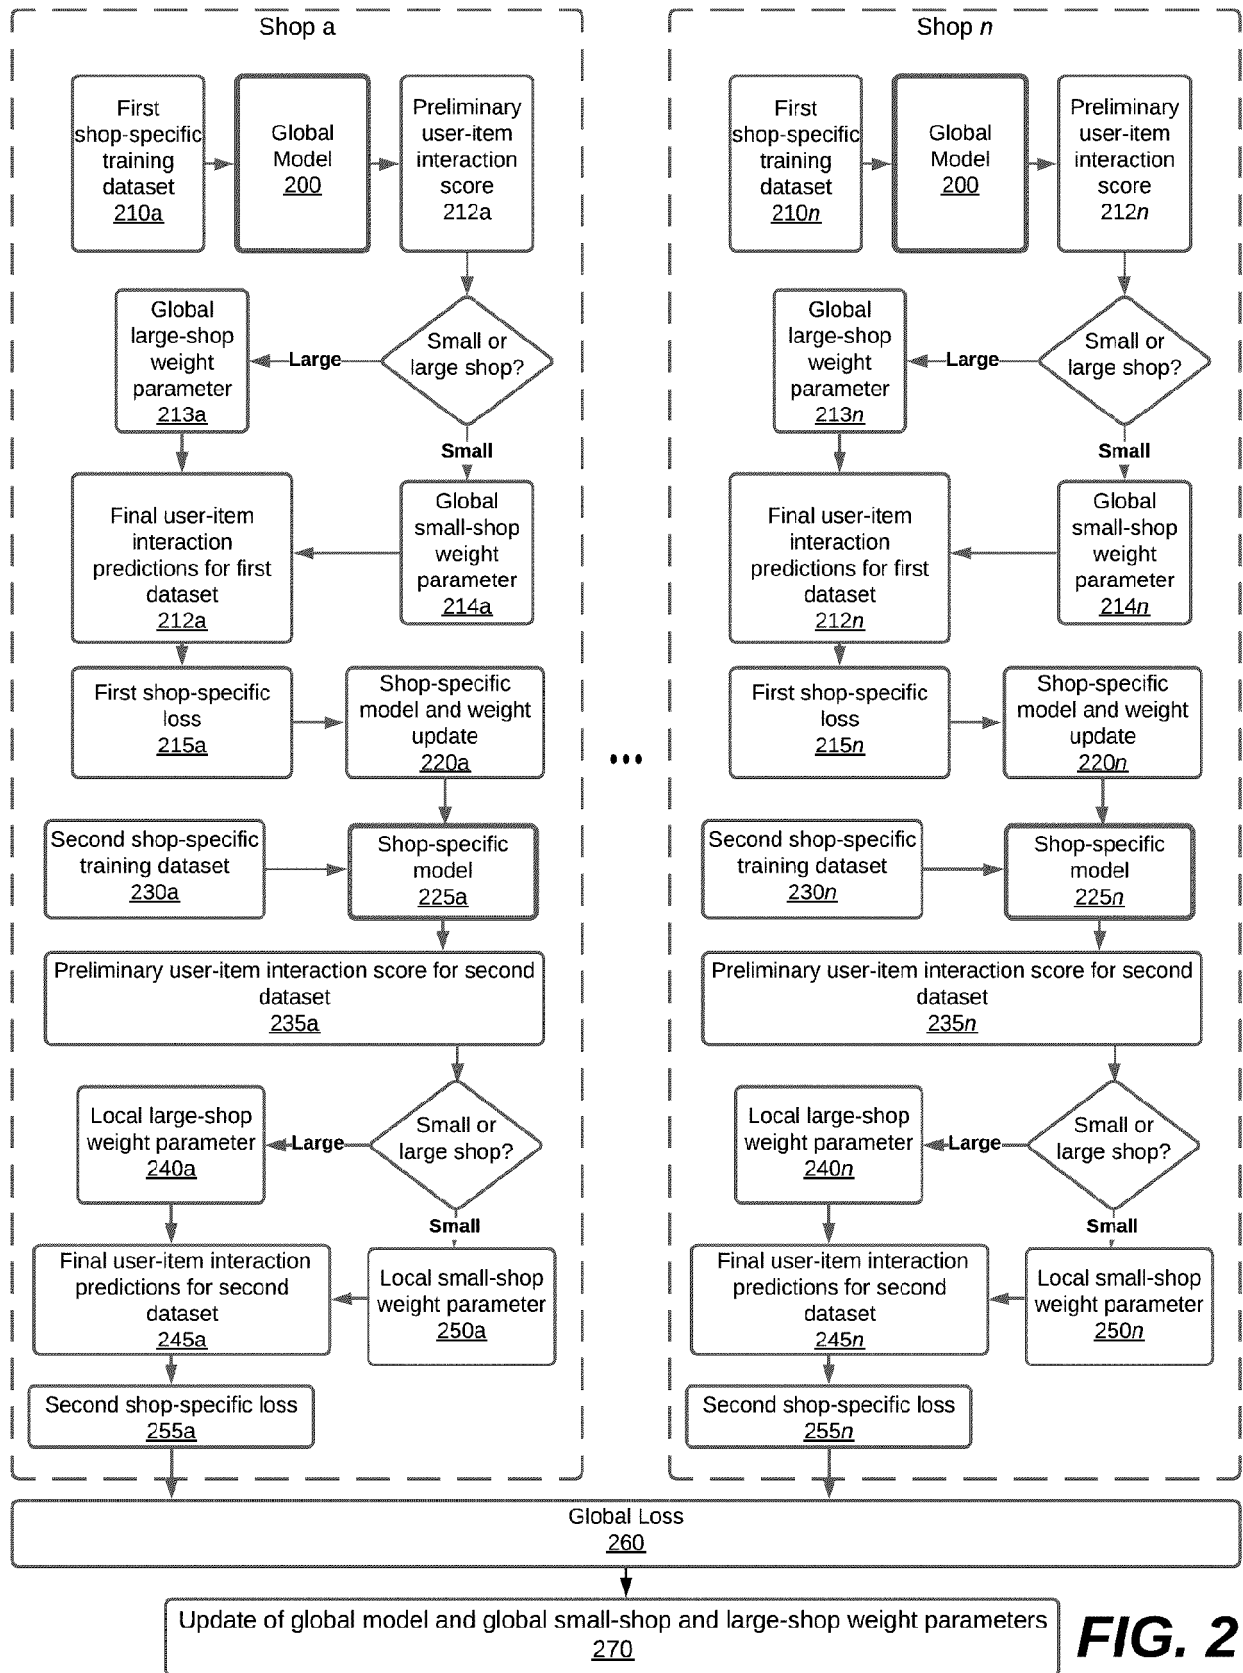 Shop a
First
shop-specific
training
dataset
210a
Global
Model
200
Preliminary
user-item
interaction
score
212a
Small or
large shop?
Large
Global
large-shop
weight
parameter
213a
Small
Global
small-shop
weight
parameter
214a
Final user-item
interaction
predictions for first
dataset
212a
First shop-specific
loss
215a
Shop-specific
model and weight
update
220a
Second shop-specific
training dataset
230a
Shop-specific
model
225a
Preliminary user-item interaction score for second
dataset
235a
Small or
large shop?
Large
Local large-shop
weight parameter
240a
Small
Local small-shop
weight parameter
250a
Final user-item interaction
predictions for second
dataset
245a
Second shop-specific loss
255a
...
Shop n
First
shop-specific
training
dataset
210n
Global
Model
200
Preliminary
user-item
interaction
score
212n
Small or
large shop?
Large
Global
large-shop
weight
parameter
213n
Small
Global
small-shop
weight
parameter
214n
Final user-item
interaction
predictions for first
dataset
212n
First shop-specific
loss
215n
Shop-specific
model and weight
update
220n
Second shop-specific
training dataset
230n
Shop-specific
model
225n
Preliminary user-item interaction score for second
dataset
235n
Small or
large shop?
Large
Local large-shop
weight parameter
240n
Small
Local small-shop
weight parameter
250n
Final user-item interaction
predictions for second
dataset
245n
Second shop-specific loss
255n
Global Loss
260
Update of global model and global small-shop and large-shop weight parameters
270
FIG. 2